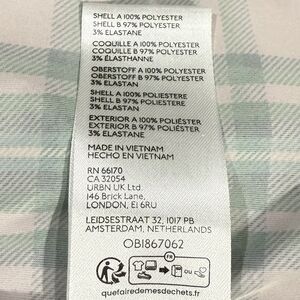 SHELL A 100% POLYESTER
SHELL B 97% POLYESTER
3% ELASTANE
COQUILLE A 100% POLYESTER
COQUILLE B 97% POLYESTER
3% ÉLASTHANNE
OBERSTOFF A 100% POLYESTER
OBERSTOFF B 97% POLYESTER
3% ELASTAN
SHELL A 100% POLIESTERE
SHELL B 97% POLIESTERE
3% ELASTAN
EXTERIOR A 100% POLIÉSTER
EXTERIOR B 97% POLIÉSTER
3% ELASTANO
MADE IN VIETNAM
HECHO EN VIETNAM
RN 66170
CA 32054
URBN UK Ltd
146 Brick Lane,
LONDON, E1 6RU
LEIDSESTRAAT 32, 1017 PB
AMSTERDAM, NETHERLANDS
OB1867062
FR
OU
quefairedemesdechets.fr